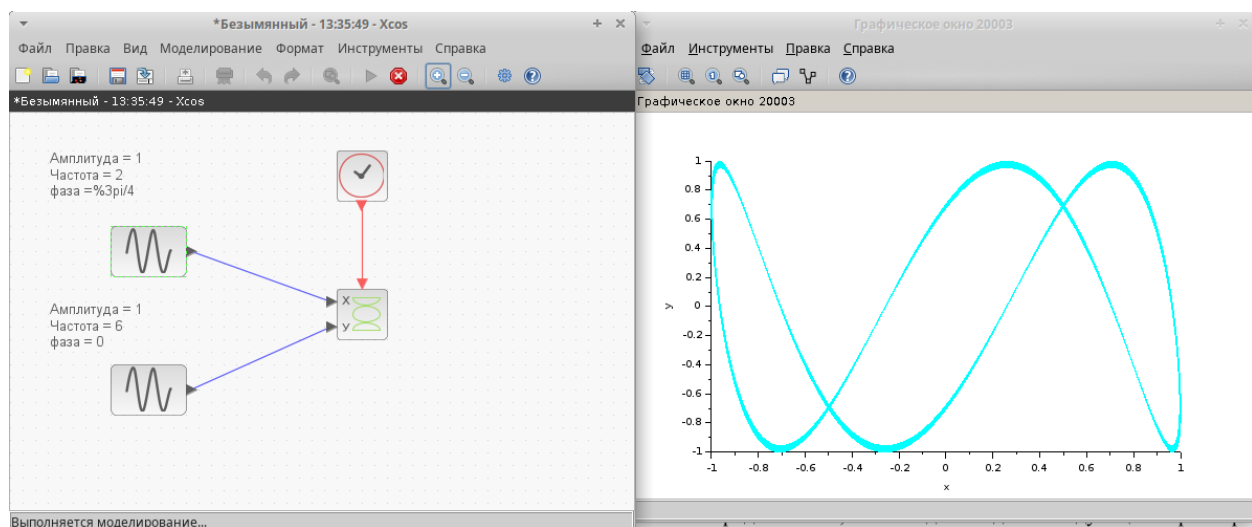 *Безымянный - 13:35:49 - Xcos
Файл Правка Вид Моделирование Формат Инструменты Справка
*Безымянный - 13:35:49 - Xcos
Амплитуда = 1
Частота = 2
фаза =%3pi/4
Амплитуда = 1
Частота = 6
фаза = 0
X
y
Выполняется моделирование...
Графическое окно 20003
Файл Инструменты Правка Справка
Графическое окно 20003
1
0.8
0.6
0.4
0.2
0
-0.2
-0.4
-0.6
-0.8
-1
y
-1 -0.8 -0.6 -0.4 -0.2 0 0.2 0.4 0.6 0.8 1
x